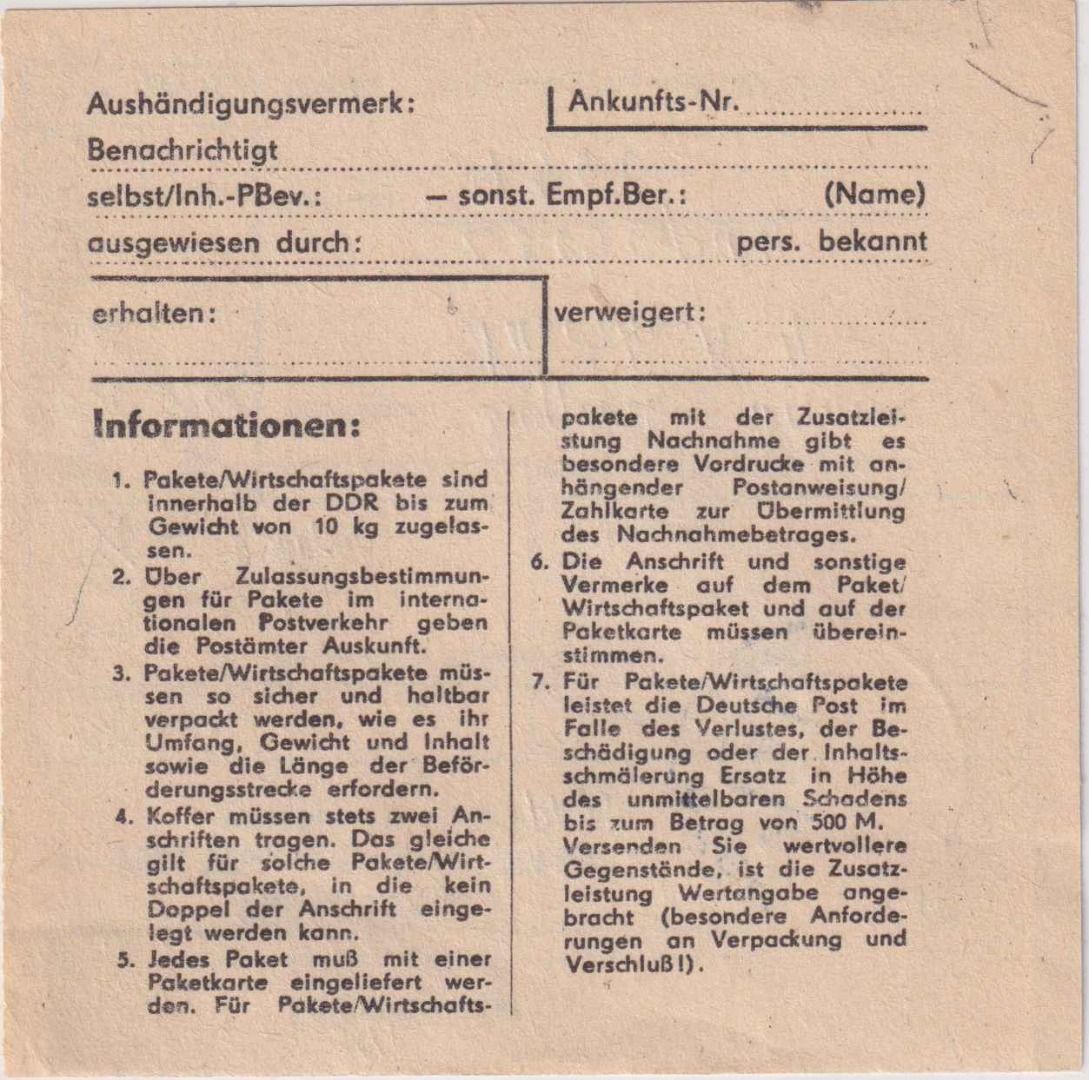 Aushändigungsvermerk:
Ankunfts-Nr.
Benachrichtigt
selbst/Inh.-PBev.: — sonst. Empf.Ber.: (Name)
ausgewiesen durch: pers. bekannt
erhalten:
verweigert:
Informationen:
1. Pakete/Wirtschaftspakete sind
innerhalb der DDR bis zum
Gewicht von 10 kg zugelas-
sen.
2. Über Zulassungsbestimmun-
gen für Pakete im interna-
tionalen Postverkehr geben
die Postämter Auskunft.
3. Pakete/Wirtschaftspakete müs-
sen so sicher und haltbar
verpackt werden, wie es ihr
Umfang, Gewicht und Inhalt
sowie die Länge der Beför-
derungsstrecke erfordern.
4. Koffer müssen stets zwei An-
schriften tragen. Das gleiche
gilt für solche Pakete/Wirt-
schaftspakete, in die kein
Doppel der Anschrift einge-
legt werden kann.
5. Jedes Paket muß mit einer
Paketkarte eingeliefert wer-
den. Für Pakete/Wirtschafts-
pakete mit der Zusatzlei-
stung Nachnahme gibt es
besondere Vordrucke mit an-
hängender Postanweisung/
Zahlkarte zur Übermittlung
des Nachnahmebetrages.
6. Die Anschrift und sonstige
Vermerke auf dem Paket/
Wirtschaftspaket und auf der
Paketkarte müssen überein-
stimmen.
7. Für Pakete/Wirtschaftspakete
leistet die Deutsche Post im
Falle des Verlustes, der Be-
schädigung oder der Inhalts-
schmälerung Ersatz in Höhe
des unmittelbaren Schadens
bis zum Betrag von 500 M.
Versenden Sie wertvollere
Gegenstände, ist die Zusatz-
leistung Wertangabe ange-
bracht (besondere Anforde-
rungen an Verpackung und
Verschluß!).